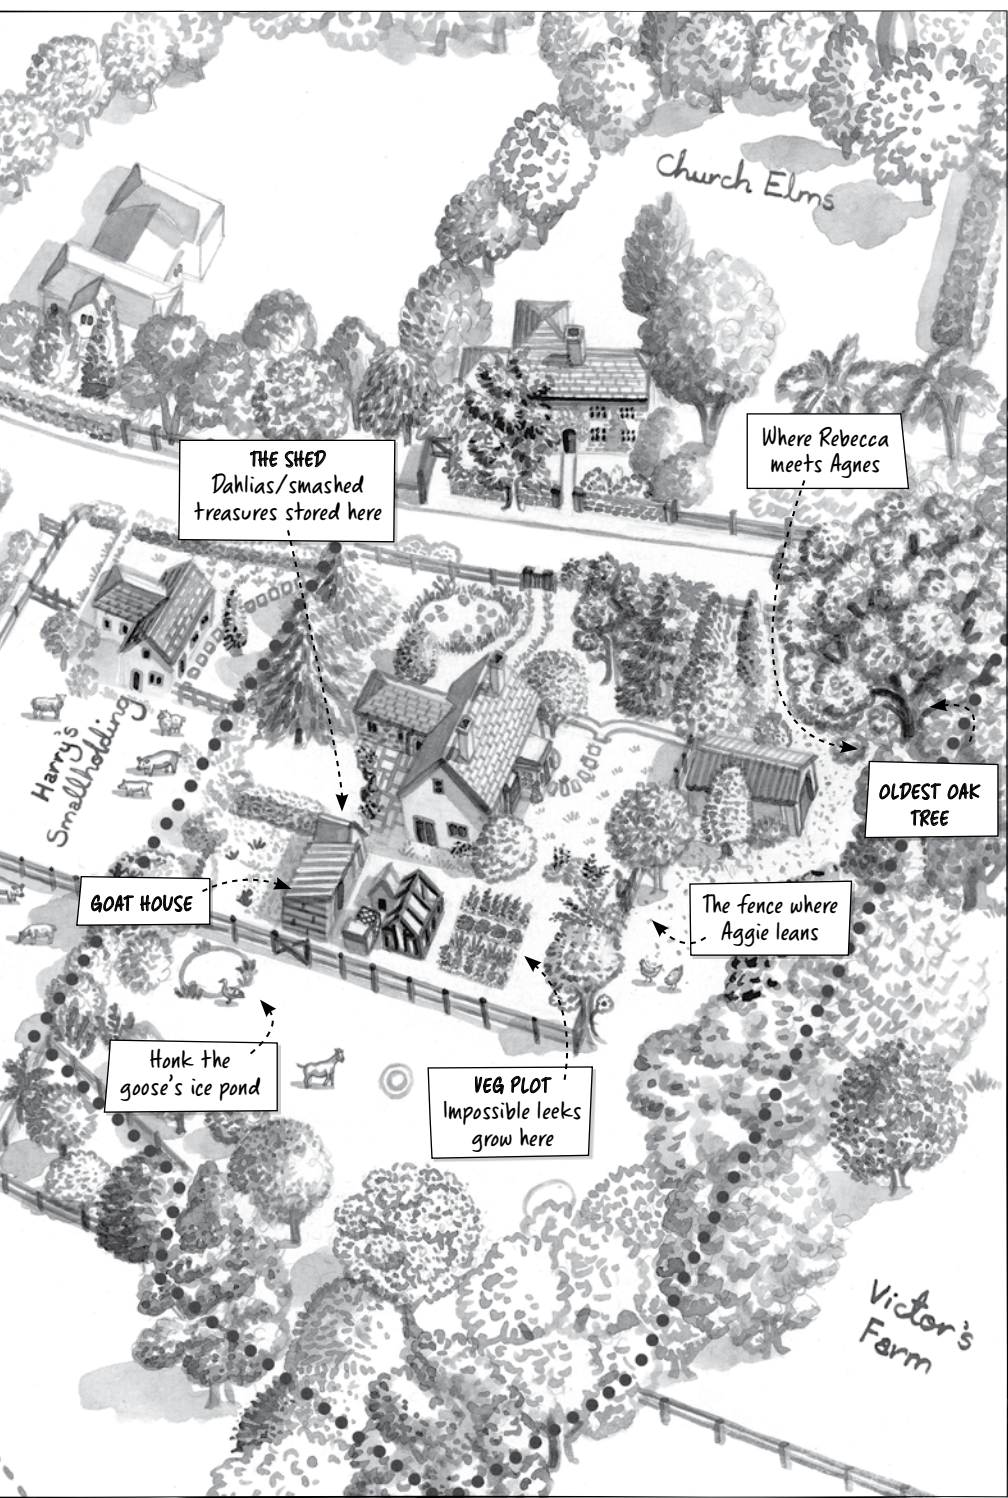 Church Elms
Where Rebecca
meets Agnes
THE SHED
Dahlias/smashed
treasures stored here
Harry's
Smallholding
OLDEST OAK
TREE
GOAT HOUSE
The fence where
Aggie leans
Honk the
goose's ice pond
VEG PLOT
Impossible leeks
grow here
Victor's
Farm